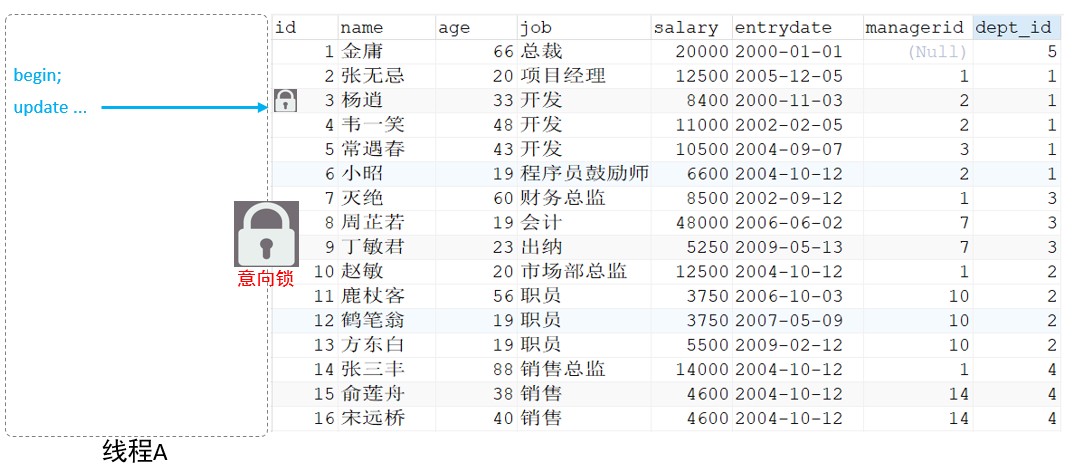 id name age job salary entrydate managerid dept_id
1 金庸 66 总裁 20000 2000-01-01 (Null) 5
begin; 2 张无忌 20 项目经理 12500 2005-12-05 1 1
update ... 3 杨逍 33 开发 8400 2000-11-03 2 1
4 韦一笑 48 开发 11000 2002-02-05 2 1
5 常遇春 43 开发 10500 2004-09-07 3 1
6 小昭 19 程序员鼓励师 6600 2004-10-12 2 1
7 灭绝 60 财务总监 8500 2002-09-12 1 3
8 周芷若 19 会计 48000 2006-06-02 7 3
9 丁敏君 23 出纳 5250 2009-05-13 7 3
意向锁 10 赵敏 20 市场部总监 12500 2004-10-12 1 2
11 鹿杖客 56 职员 3750 2006-10-03 10 2
12 鹤笔翁 19 职员 3750 2007-05-09 10 2
13 方东白 19 职员 5500 2009-02-12 10 2
14 张三丰 88 销售总监 14000 2004-10-12 1 4
15 俞莲舟 38 销售 4600 2004-10-12 14 4
16 宋远桥 40 销售 4600 2004-10-12 14 4
线程A